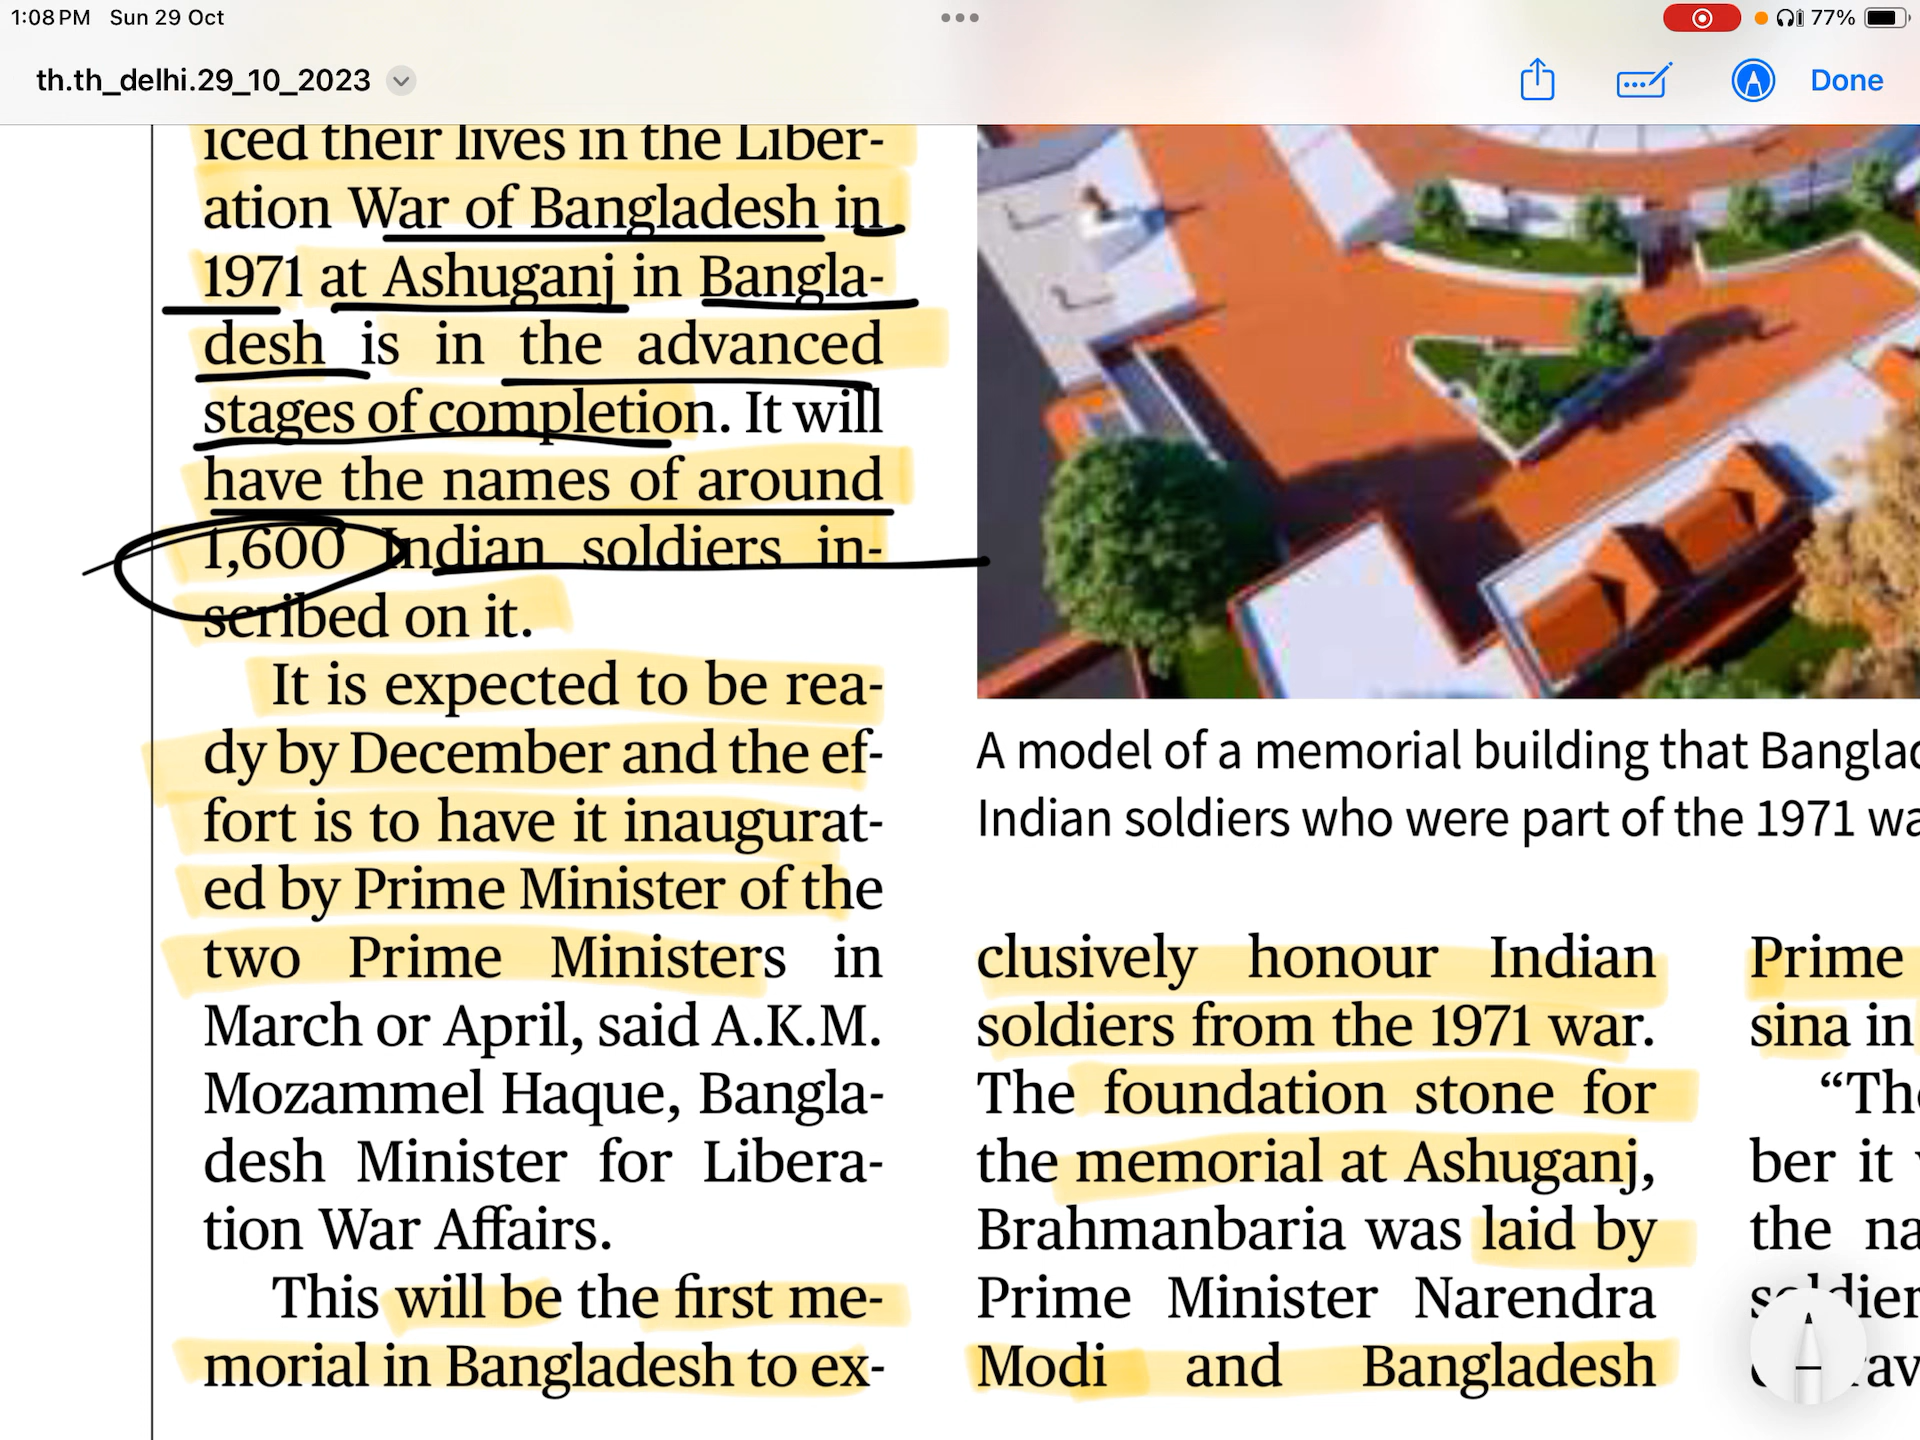 1:08 PM Sun 29 Oct
77%
th.th_delhi.29_10_2023
Done
iced their lives in the Liber-
ation War of Bangladesh in
1971 at Ashuganj in Bangla-
desh is in the advanced
stages of completion. It will
have the names of around
1,600 Indian soldiers in-
scribed on it.
It is expected to be rea-
dy by December and the ef-
fort is to have it inaugurat-
ed by Prime Minister of the
two Prime Ministers in
March or April, said A.K.M.
Mozammel Haque, Bangla-
desh Minister for Libera-
tion War Affairs.
This will be the first me-
morial in Bangladesh to ex-
A model of a memorial building that
Indian soldiers who were part of the 1971
clusively honour Indian
soldiers from the 1971 war.
The foundation stone for
the memorial at Ashuganj,
Brahmanbaria was laid by
Prime Minister Narendra
Modi and Bangladesh
Prime
sina in
ber it
the